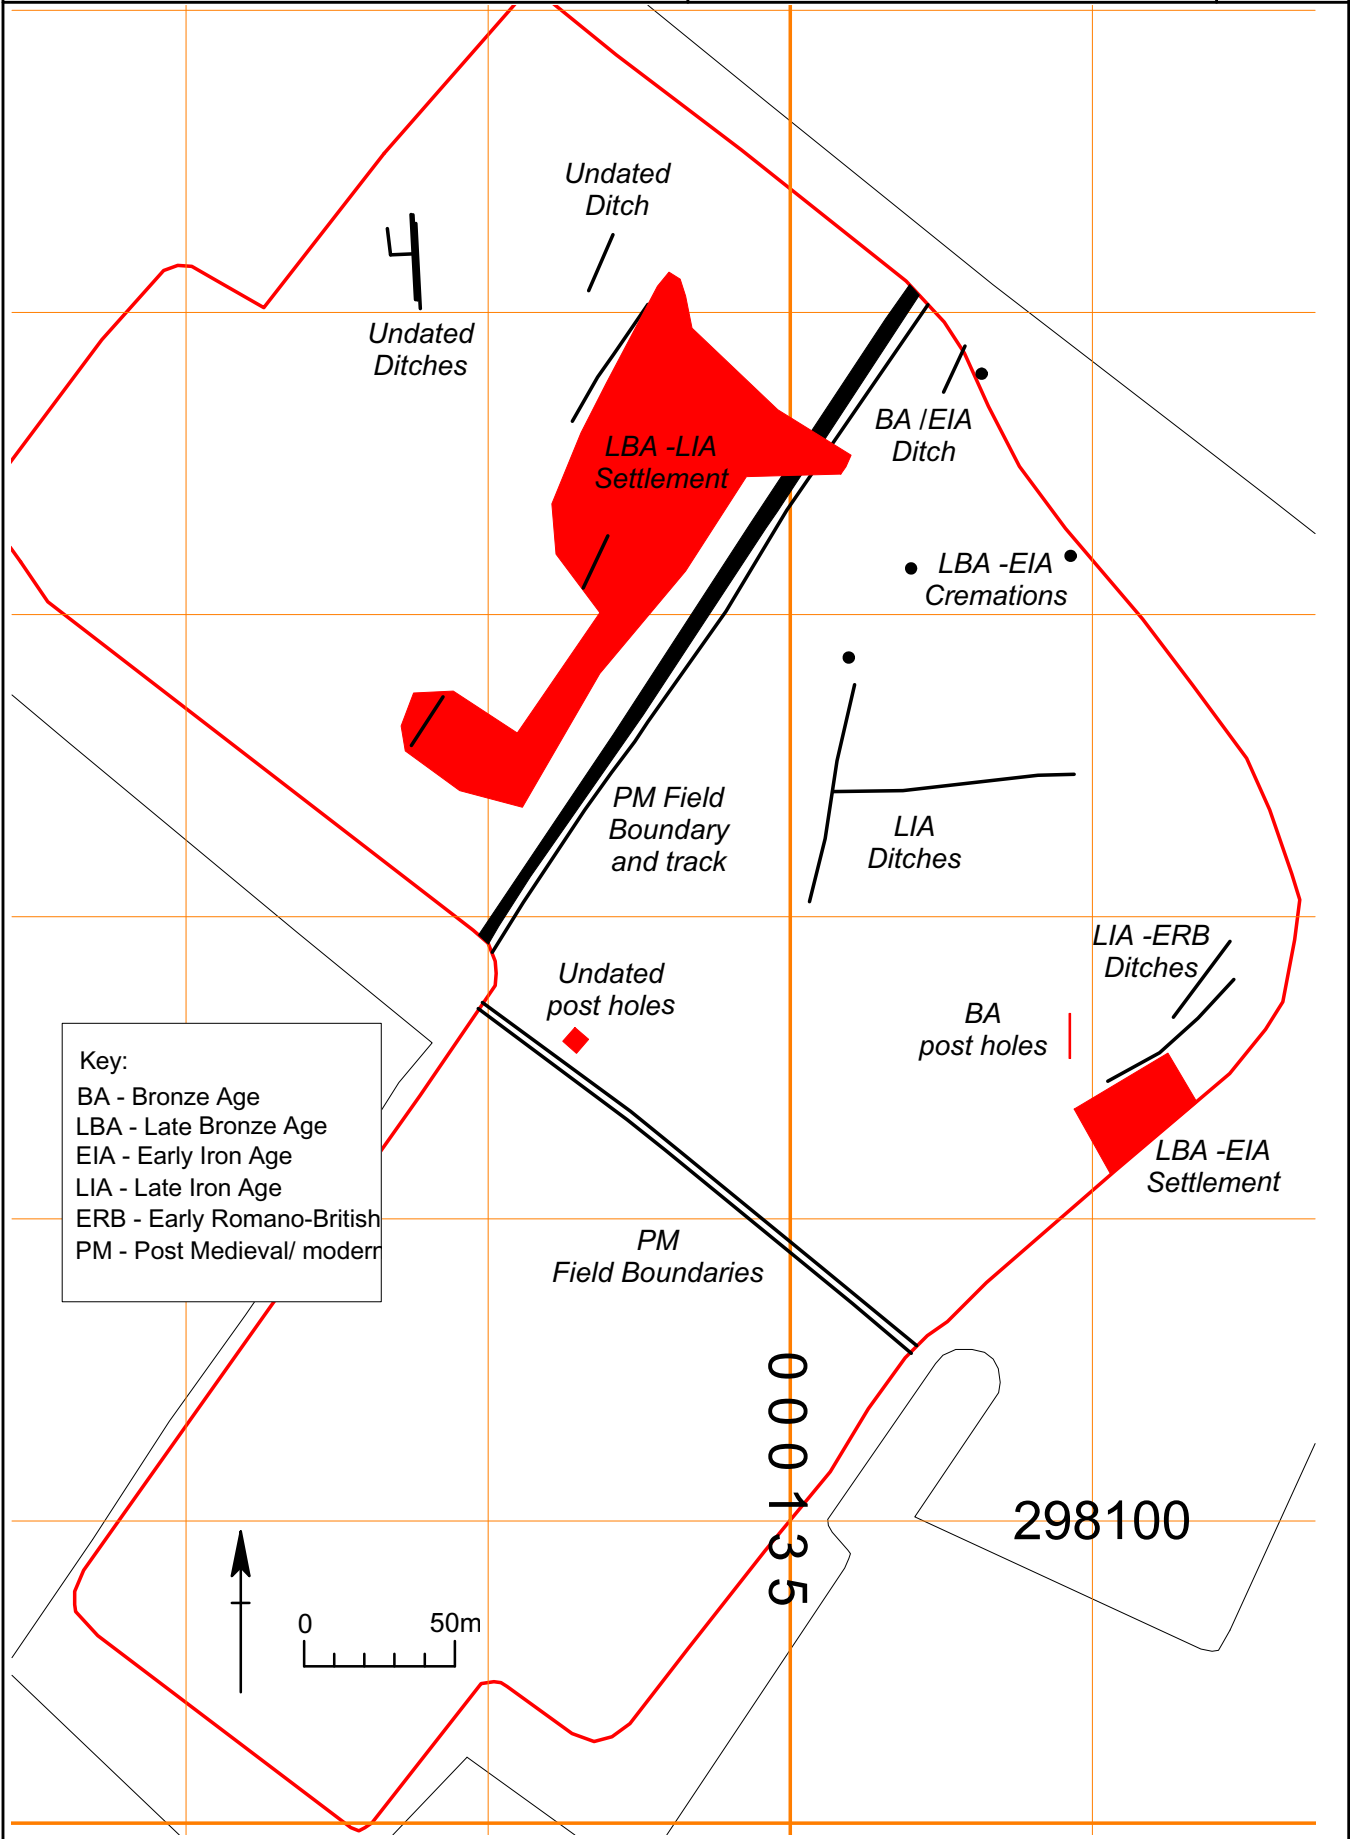 Undated
Ditch
Undated
Ditches
BA /EIA
Ditch
LBA -LIA
Settlement
LBA -EIA
Cremations
PM Field
Boundary
and track
LIA
Ditches
LIA -ERB
Ditches
Undated
post holes
BA
post holes
Key:
BA - Bronze Age
LBA - Late Bronze Age
EIA - Early Iron Age
LIA - Late Iron Age
ERB - Early Romano-British
PM - Post Medieval/ modern
LBA -EIA
Settlement
PM
Field Boundaries
000135
298100
0 50m